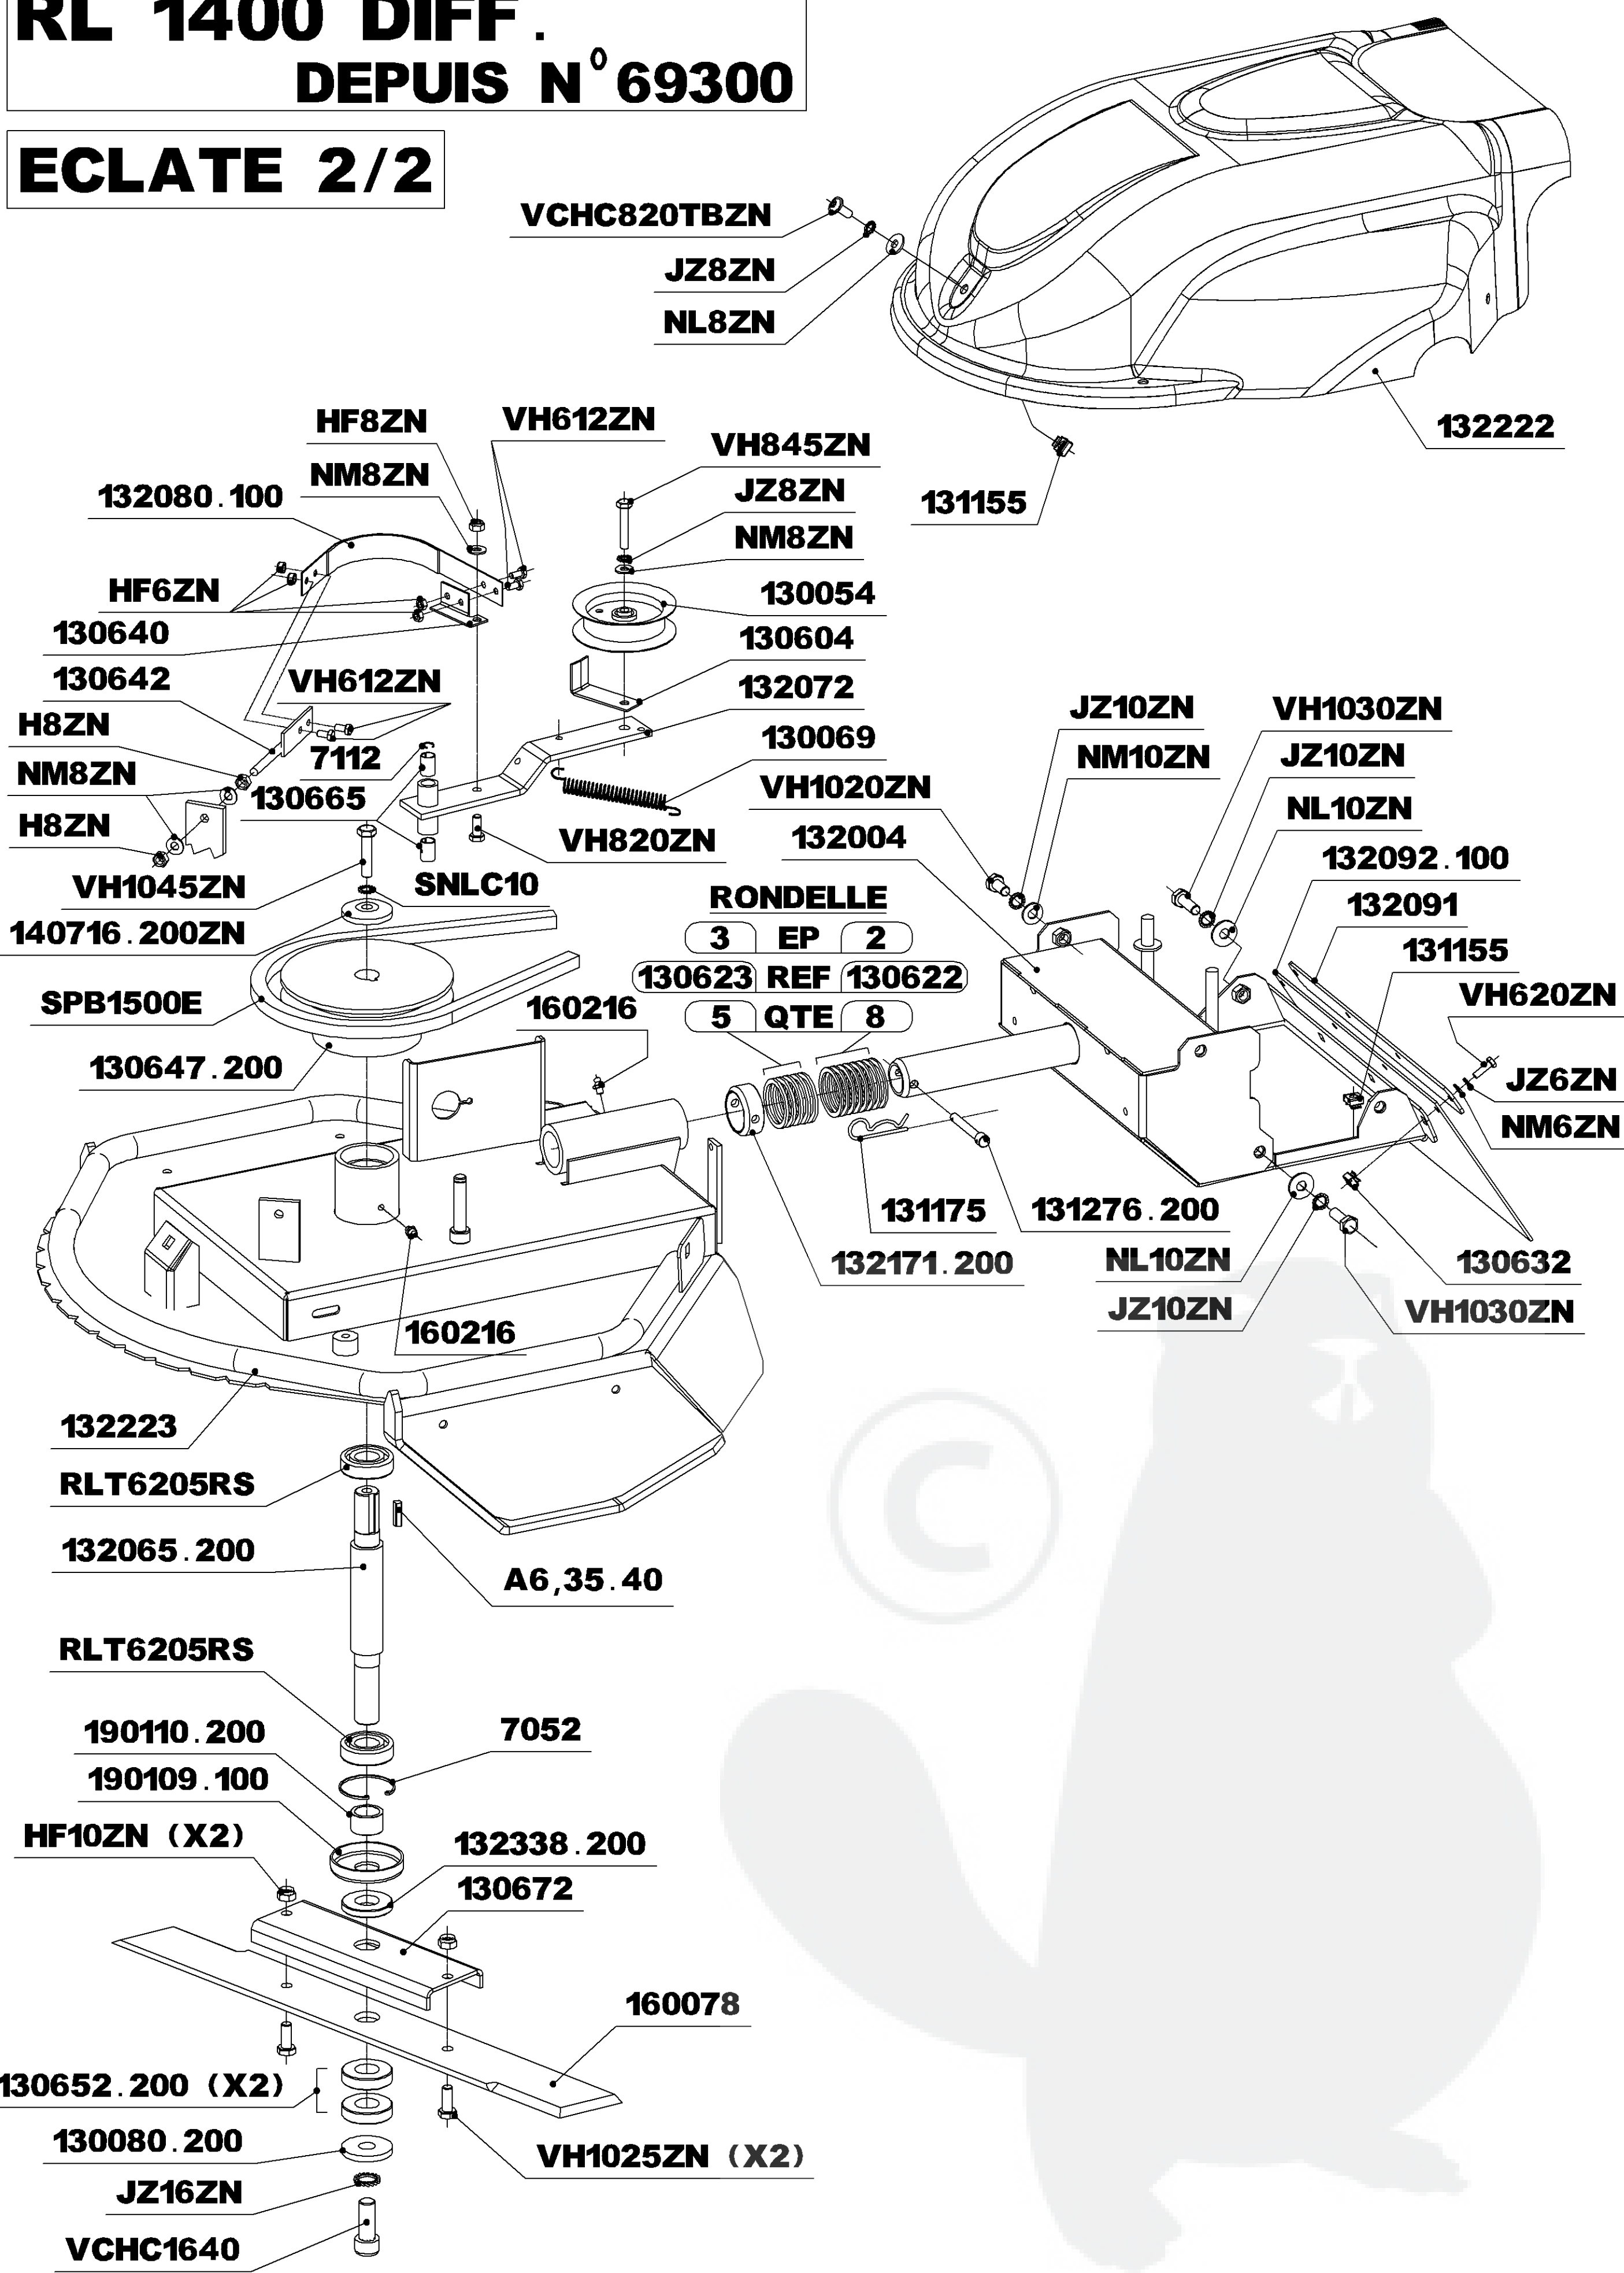 RL 1400 DIFF.
DEPUIS N° 69300
ECLATE 2/2
VCHC820TBZN
JZ8ZN
NL8ZN
132222
131155
HF8ZN
VH612ZN
NM8ZN
132080.100
VH845ZN
JZ8ZN
NM8ZN
HF6ZN
130054
130640
130604
130642
VH612ZN
132072
H8ZN
7112
130069
NM8ZN
130665
H8ZN
VH820ZN
VH1045ZN
SNLC10
140716.200ZN
SPB1500E
130647.200
JZ10ZN
VH1030ZN
NM10ZN
JZ10ZN
VH1020ZN
NL10ZN
132004
132092.100
132091
131155
VH620ZN
JZ6ZN
NM6ZN
RONDELLE
3 EP 2
130623 REF 130622
5 QTE 8
160216
131175
131276.200
132171.200
NL10ZN
130632
JZ10ZN
VH1030ZN
160216
132223
RLT6205RS
132065.200
A6,35.40
RLT6205RS
190110.200
7052
190109.100
HF10ZN (X2)
132338.200
130672
160078
130652.200 (X2)
130080.200
VH1025ZN (X2)
JZ16ZN
VCHC1640
©